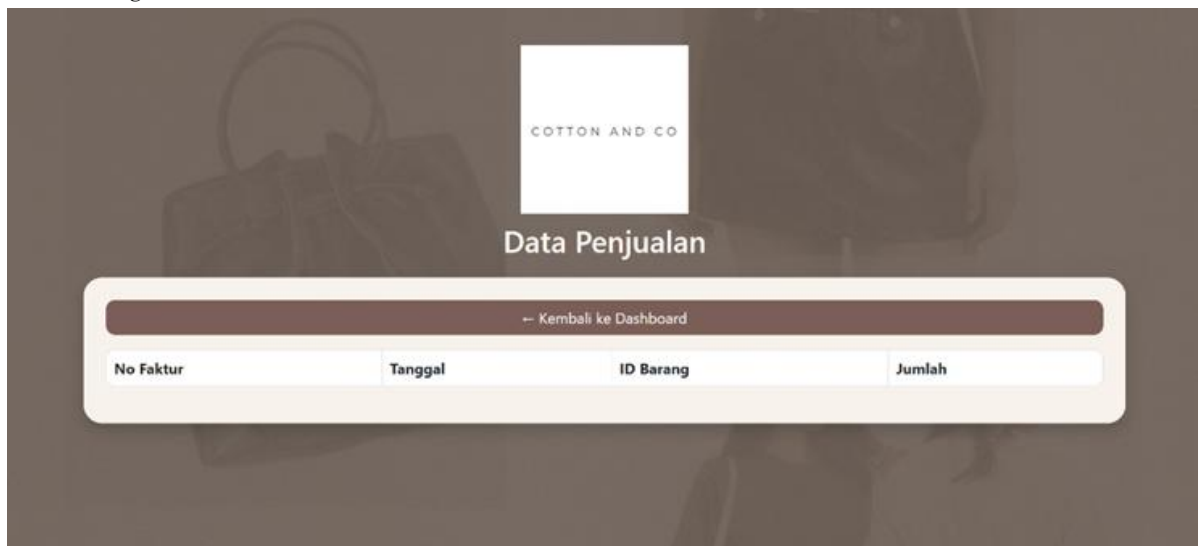 COTTON AND CO
Data Penjualan
← Kembali ke Dashboard
No Faktur Tanggal ID Barang Jumlah